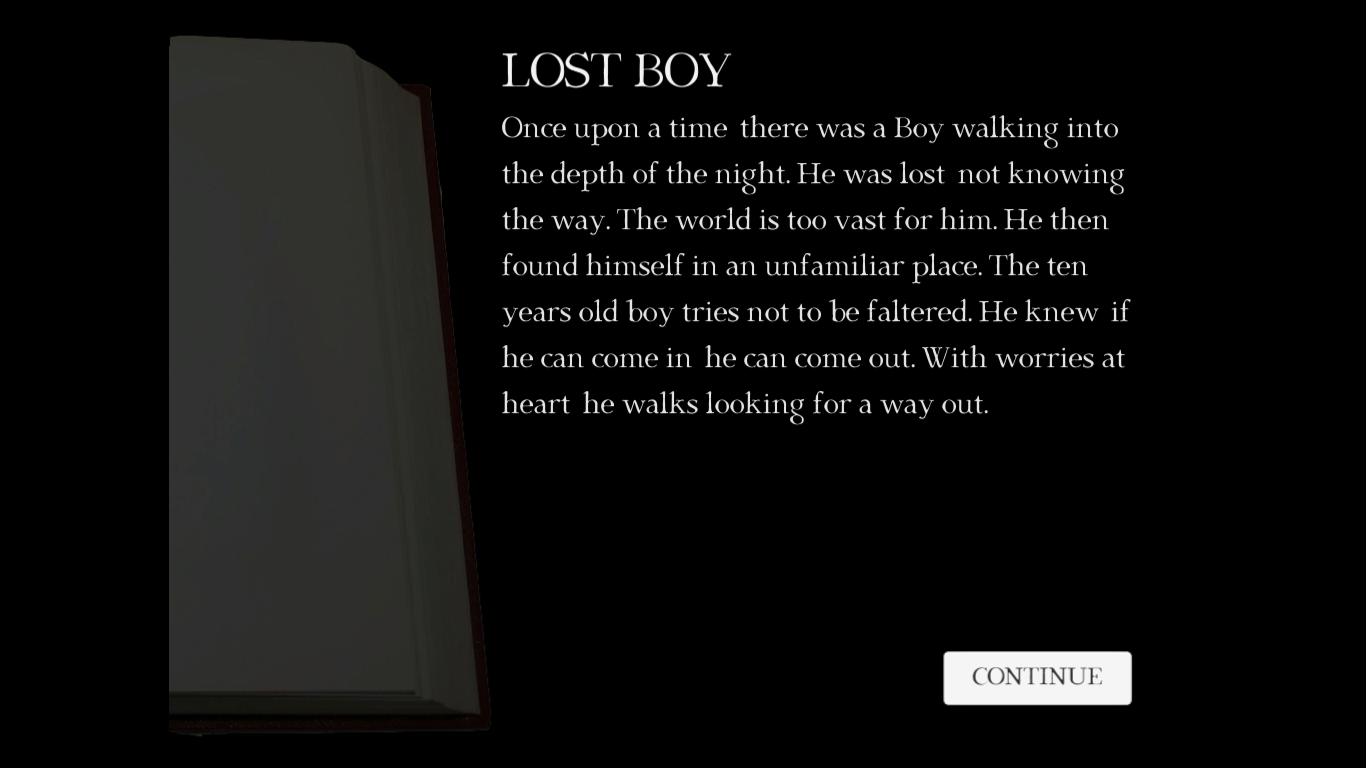 LOST BOY
Once upon a time  there was a Boy walking into
the depth of the night. He was lost  not knowing
the way. The world is too vast for him. He then
found himself in an unfamiliar place. The ten
years old boy tries not to be faltered. He knew  if
he can come in  he can come out. With worries at
heart  he walks looking for a way out.
CONTINUE